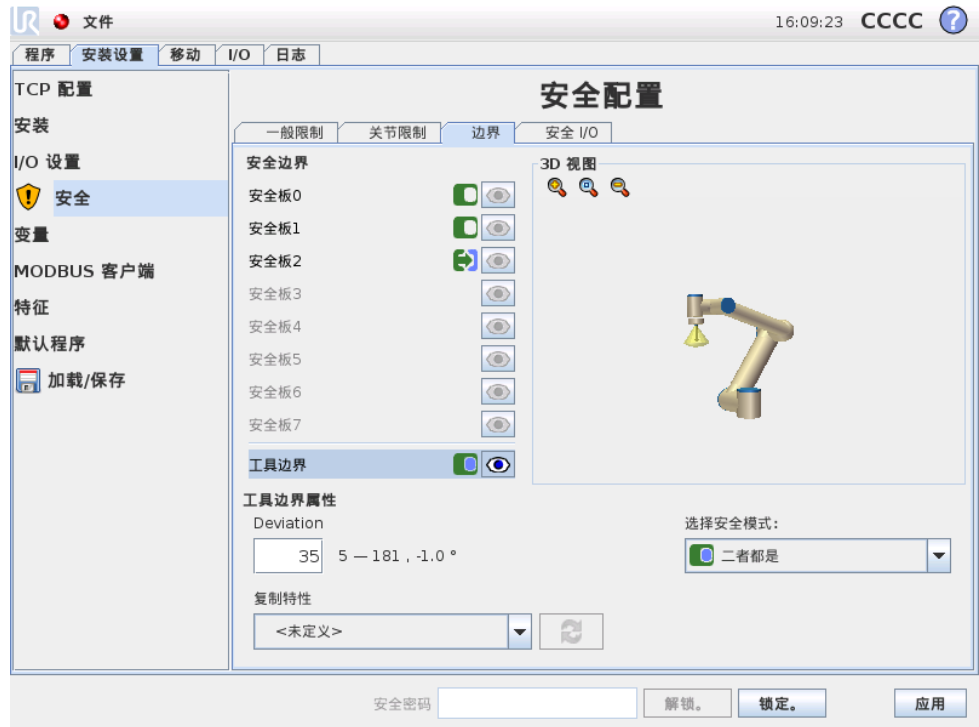 UR 文件 16:09:23 CCCC ?
程序 安装设置 移动 I/O 日志
TCP 配置
安装
I/O 设置
安全
变量
MODBUS 客户端
特征
默认程序
加载/保存
安全配置
一般限制 关节限制 边界 安全 I/O
安全边界
安全板0
安全板1
安全板2
安全板3
安全板4
安全板5
安全板6
安全板7
工具边界
3D 视图
工具边界属性
Deviation
35 5 — 181 , -1.0 °
复制特性
<未定义>
选择安全模式:
二者都是
安全密码 解锁。 锁定。 应用